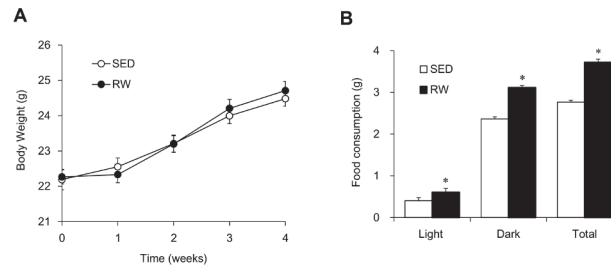 A
Body Weight (g)
26
25
24
23
22
21
SED
RW
0 1 2 3 4
Time (weeks)
B
Food consumption (g)
4
3
2
1
0
SED
RW
*
*
*
Light Dark Total